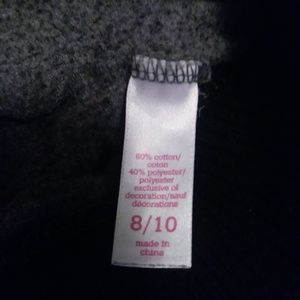 60% cotton/
coton
40% polyester/
polyester
exclusive of
decoration/sauf
décorations
8/10
made in
china